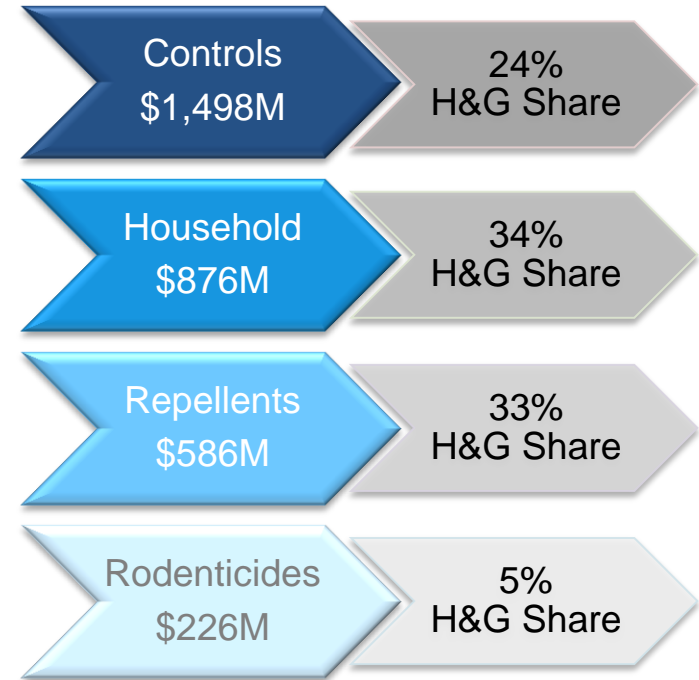 Controls
$1,498M
24%
H&G Share
Household
$876M
34%
H&G Share
Repellents
$586M
33%
H&G Share
Rodenticides
$226M
5%
H&G Share